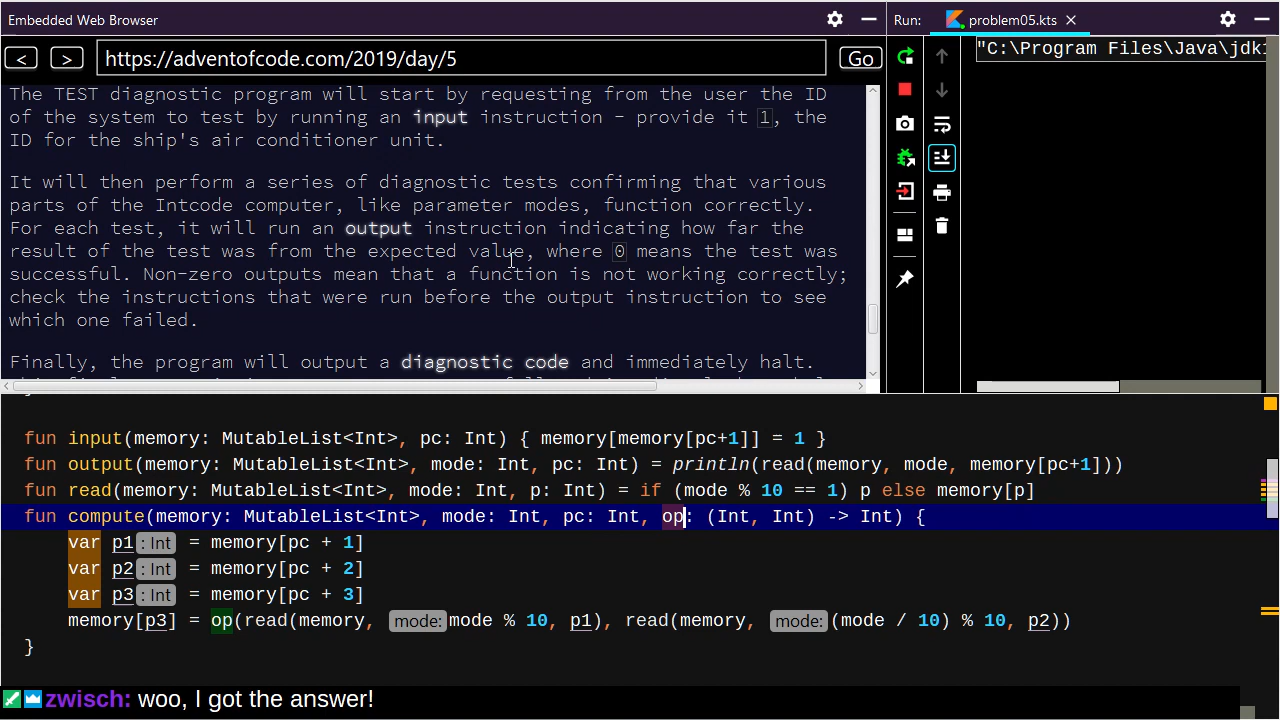 Embedded Web Browser
Run: problem05.kts
< > https://adventofcode.com/2019/day/5 Go
"C:\Program Files\Java\jdk1
The TEST diagnostic program will start by requesting from the user the ID
of the system to test by running an input instruction - provide it 1, the
ID for the ship's air conditioner unit.
It will then perform a series of diagnostic tests confirming that various
parts of the Intcode computer, like parameter modes, function correctly.
For each test, it will run an output instruction indicating how far the
result of the test was from the expected value, where 0 means the test was
successful. Non-zero outputs mean that a function is not working correctly;
check the instructions that were run before the output instruction to see
which one failed.
Finally, the program will output a diagnostic code and immediately halt.
fun input(memory: MutableList<Int>, pc: Int) { memory[memory[pc+1]] = 1 }
fun output(memory: MutableList<Int>, mode: Int, pc: Int) = println(read(memory, mode, memory[pc+1]))
fun read(memory: MutableList<Int>, mode: Int, p: Int) = if (mode % 10 == 1) p else memory[p]
fun compute(memory: MutableList<Int>, mode: Int, pc: Int, op: (Int, Int) -> Int) {
var p1 : Int = memory[pc + 1]
var p2 : Int = memory[pc + 2]
var p3 : Int = memory[pc + 3]
memory[p3] = op(read(memory, mode: mode % 10, p1), read(memory, mode: (mode / 10) % 10, p2))
}
zwisch: woo, I got the answer!